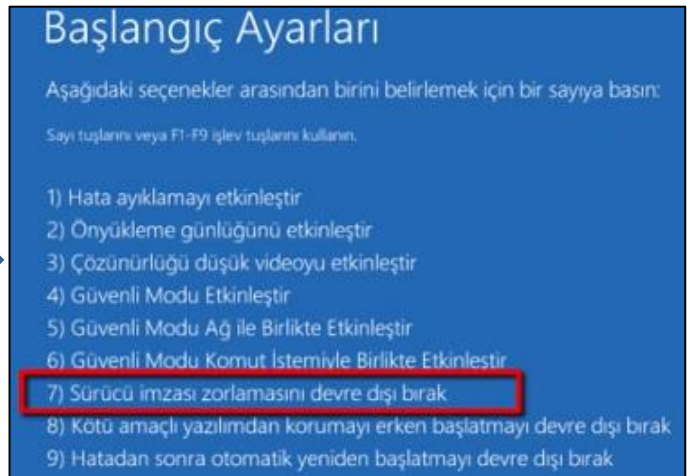 Başlangıç Ayarları
Aşağıdaki seçenekler arasından birini belirlemek için bir sayıya basın:
Sayı tuşlarını veya F1-F9 işlev tuşlarını kullanın.
1) Hata ayıklamayı etkinleştir
2) Önyükleme günlüğünü etkinleştir
3) Çözünürlüğü düşük videoyu etkinleştir
4) Güvenli Modu Etkinleştir
5) Güvenli Modu Ağ ile Birlikte Etkinleştir
6) Güvenli Modu Komut İstemiyle Birlikte Etkinleştir
7) Sürücü imzası zorlamasını devre dışı bırak
8) Kötü amaçlı yazılımdan korumayı erken başlatmayı devre dışı bırak
9) Hatadan sonra otomatik yeniden başlatmayı devre dışı bırak